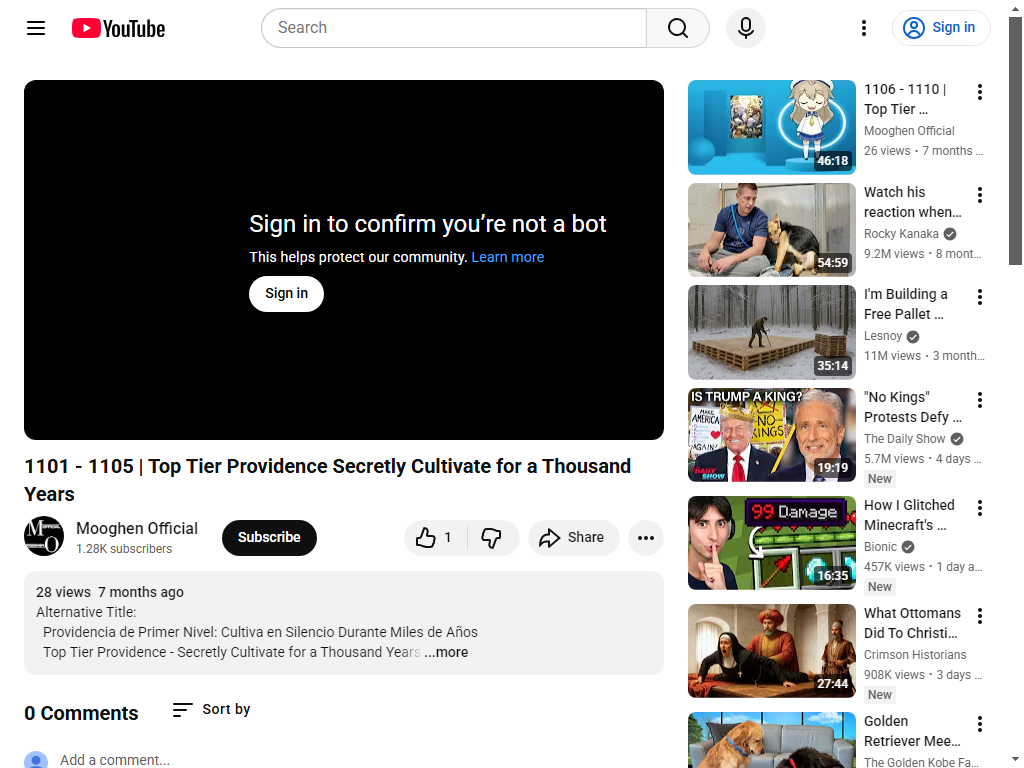 YouTube
Search
Sign in
Sign in to confirm you’re not a bot
This helps protect our community. Learn more
Sign in
1101 - 1105 | Top Tier Providence Secretly Cultivate for a Thousand
Years
Mooghen Official
1.28K subscribers
Subscribe
1
Share
28 views 7 months ago
Alternative Title:
Providencia de Primer Nivel: Cultiva en Silencio Durante Miles de Años
Top Tier Providence - Secretly Cultivate for a Thousand Years ...more
0 Comments
Sort by
Add a comment...
46:18
1106 - 1110 |
Top Tier ...
Mooghen Official
26 views • 7 months ...
54:59
Watch his
reaction when...
Rocky Kanaka
9.2M views • 8 mont...
35:14
I'm Building a
Free Pallet ...
Lesnoy
11M views • 3 month...
IS TRUMP A KING?
MAKE
AMERICA
AGAIN!
NO
KINGS
THE
DAILY
SHOW
19:19
"No Kings"
Protests Defy ...
The Daily Show
5.7M views • 4 days ...
New
99 Damage
16:35
How I Glitched
Minecraft's ...
Bionic
457K views • 1 day a...
New
27:44
What Ottomans
Did To Christi...
Crimson Historians
908K views • 3 days ...
New
Golden
Retriever Mee...
The Golden Kobe Fa...